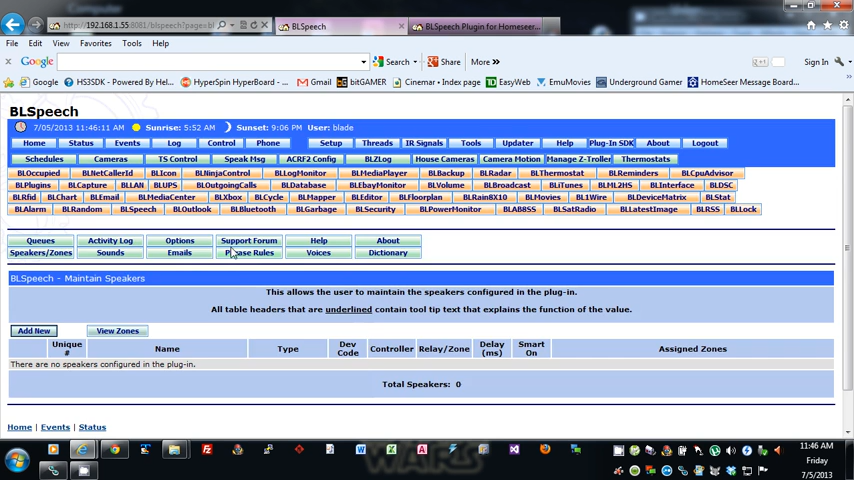 http://192.168.1.55:8081/blspeech?page=bl
BLSpeech
BLSpeech Plugin for Homeseer...
File Edit View Favorites Tools Help
Google Search Share More >> Sign In
Google HS3SDK - Powered By Hel... HyperSpin HyperBoard - ... Gmail bitGAMER Cinemar • Index page EasyWeb EmuMovies Underground Gamer HomeSeer Message Board...
BLSpeech
7/05/2013 11:46:11 AM Sunrise: 5:52 AM Sunset: 9:06 PM User: blade
Home Status Events Log Control Phone Setup Threads IR Signals Tools Updater Help Plug-In SDK About Logout
Schedules Cameras TS Control Speak Msg ACRF2 Config BLZLog House Cameras Camera Motion Manage Z-Troller Thermostats
BLOccupied BLNetCallerId BLIcon BLNinjaControl BLLogMonitor BLMediaPlayer BLBackup BLRadar BLThermostat BLReminders BLCpuAdvisor
BLPlugins BLCapture BLLAN BLUPS BLOutgoingCalls BLDatabase BLEbayMonitor BLVolume BLBroadcast BLiTunes BLML2HS BLInterface BLDSC
BLRfid BLChart BLEmail BLMediaCenter BLXbox BLCycle BLMapper BLEditor BLFloorplan BLRain8X10 BLMovies BL1Wire BLDeviceMatrix BLStat
BLAlarm BLRandom BLSpeech BLOutlook BLBluetooth BLGarbage BLSecurity BLPowerMonitor BLAB8SS BLSatRadio BLLatestImage BLRSS BLLock
Queues Activity Log Options Support Forum Help About
Speakers/Zones Sounds Emails Phrase Rules Voices Dictionary
BLSpeech - Maintain Speakers
This allows the user to maintain the speakers configured in the plug-in.
All table headers that are underlined contain tool tip text that explains the function of the value.
Add New View Zones
Unique # Name Type Dev Code Controller Relay/Zone Delay (ms) Smart On Assigned Zones
There are no speakers configured in the plug-in.
Total Speakers: 0
Home | Events | Status
WARS
11:46 AM
Friday
7/5/2013